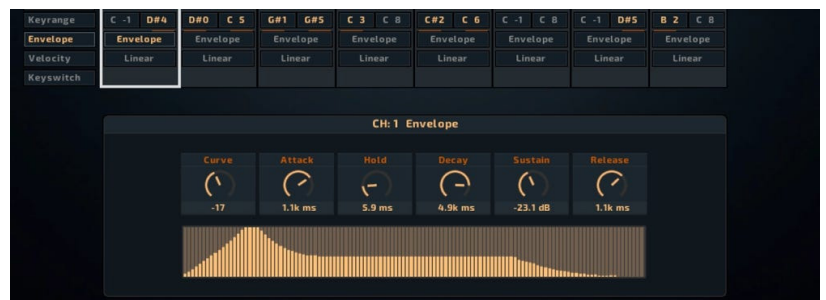 Keyrange C -1 D#4 D#0 C 5 G#1 G#5 C 3 C 8 C#2 C 6 C -1 C 8 C -1 D#5 B 2 C 8
Envelope Envelope Envelope Envelope Envelope Envelope Envelope Envelope Envelope
Velocity Linear Linear Linear Linear Linear Linear Linear Linear
Keyswitch
CH: 1 Envelope
Curve Attack Hold Decay Sustain Release
-17 1.1k ms 5.9 ms 4.9k ms -23.1 dB 1.1k ms